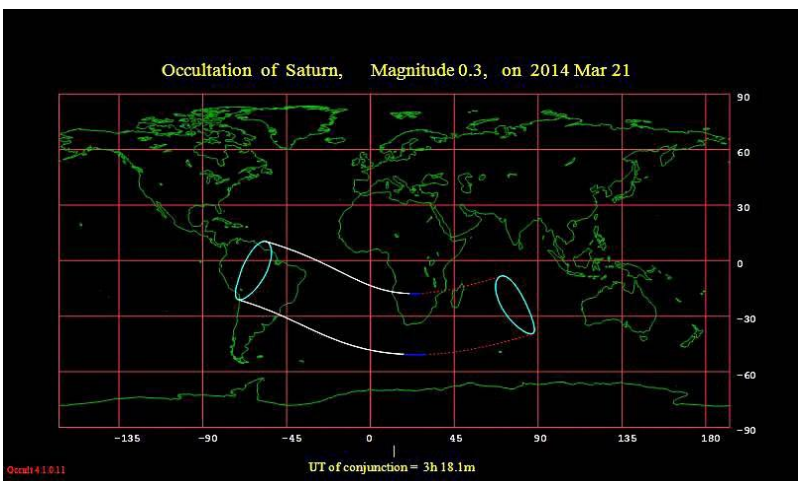 Occultation of Saturn, Magnitude 0.3, on 2014 Mar 21
90
60
30
0
-30
-60
-90
-135 -90 -45 0 45 90 135 180
Occult 4.1.0.11
UT of conjunction = 3h 18.1m